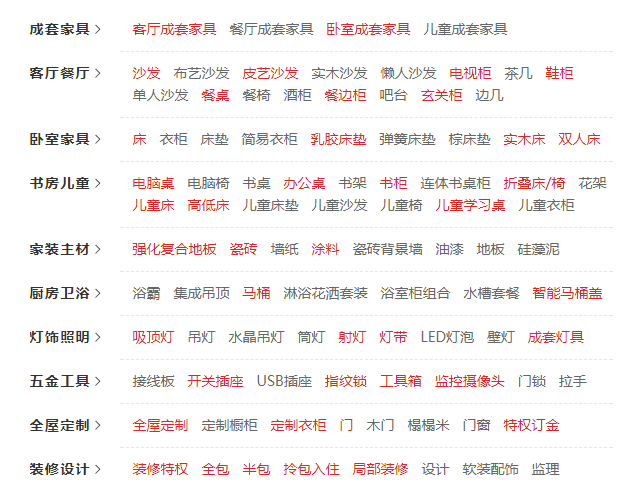 成套家具 > 客厅成套家具 餐厅成套家具 卧室成套家具 儿童成套家具
客厅餐厅 > 沙发 布艺沙发 皮艺沙发 实木沙发 懒人沙发 电视柜 茶几 鞋柜
单人沙发 餐桌 餐椅 酒柜 餐边柜 吧台 玄关柜 边几
卧室家具 > 床 衣柜 床垫 简易衣柜 乳胶床垫 弹簧床垫 棕床垫 实木床 双人床
书房儿童 > 电脑桌 电脑椅 书桌 办公桌 书架 书柜 连体书桌柜 折叠床/椅 花架
儿童床 高低床 儿童床垫 儿童沙发 儿童椅 儿童学习桌 儿童衣柜
家装主材 > 强化复合地板 瓷砖 墙纸 涂料 瓷砖背景墙 油漆 地板 硅藻泥
厨房卫浴 > 浴霸 集成吊顶 马桶 淋浴花洒套装 浴室柜组合 水槽套餐 智能马桶盖
灯饰照明 > 吸顶灯 吊灯 水晶吊灯 筒灯 射灯 灯带 LED灯泡 壁灯 成套灯具
五金工具 > 接线板 开关插座 USB插座 指纹锁 工具箱 监控摄像头 门锁 拉手
全屋定制 > 全屋定制 定制橱柜 定制衣柜 门 木门 榻榻米 门窗 特权订金
装修设计 > 装修特权 全包 半包 拎包入住 局部装修 设计 软装配饰 监理